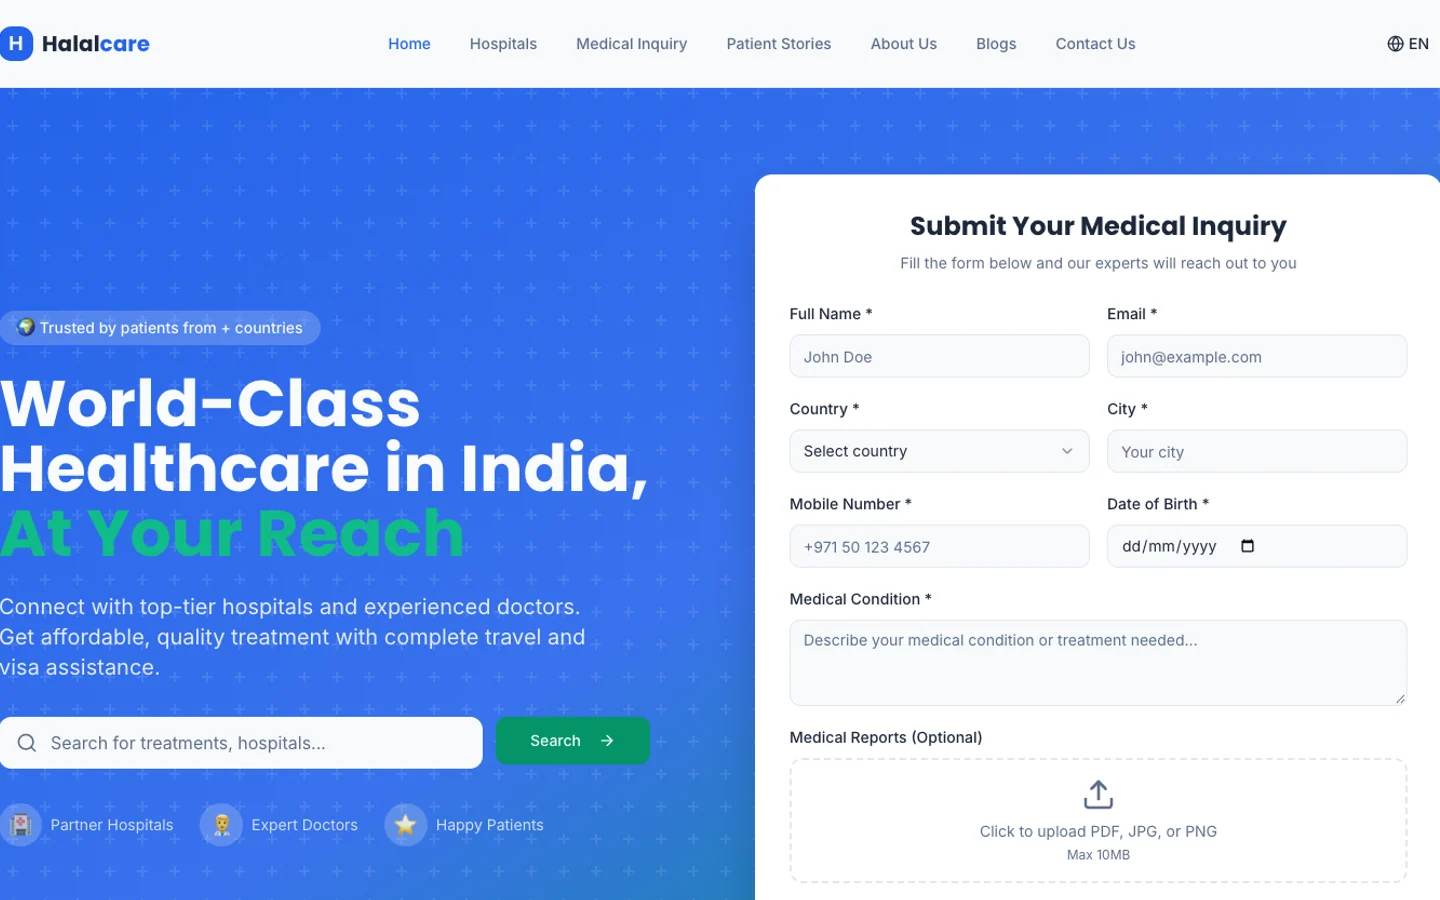 H Halalcare
Home
Hospitals
Medical Inquiry
Patient Stories
About Us
Blogs
Contact Us
EN
Trusted by patients from + countries
World-Class
Healthcare in India,
At Your Reach
Connect with top-tier hospitals and experienced doctors.
Get affordable, quality treatment with complete travel and
visa assistance.
Search for treatments, hospitals...
Search
Partner Hospitals
Expert Doctors
Happy Patients
Submit Your Medical Inquiry
Fill the form below and our experts will reach out to you
Full Name *
John Doe
Email *
john@example.com
Country *
Select country
City *
Your city
Mobile Number *
+971 50 123 4567
Date of Birth *
dd/mm/yyyy
Medical Condition *
Describe your medical condition or treatment needed...
Medical Reports (Optional)
Click to upload PDF, JPG, or PNG
Max 10MB